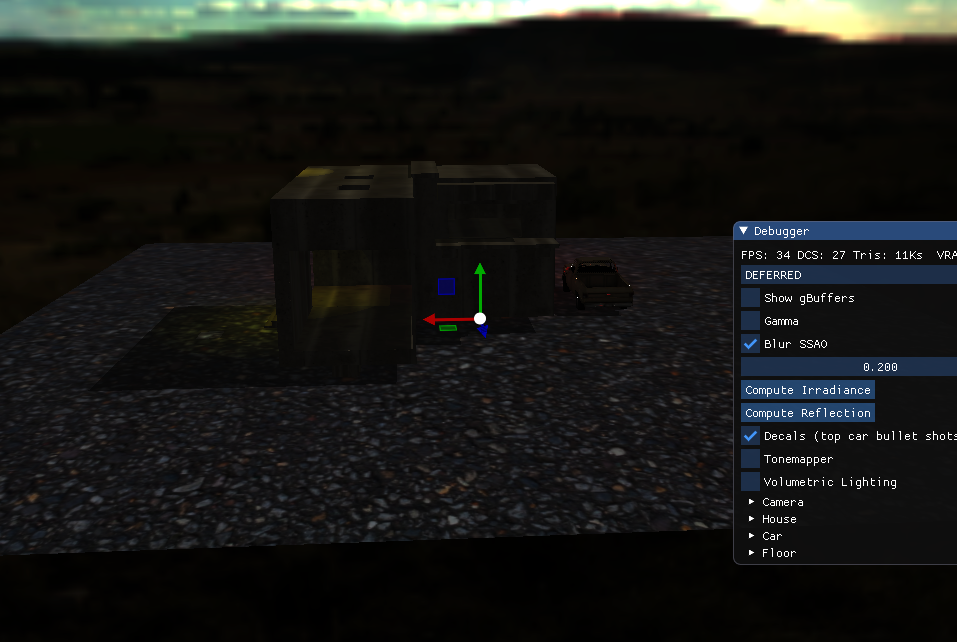 Debugger
FPS: 34 DCS: 27 Tris: 11Ks VRA
DEFERRED
Show gBuffers
Gamma
Blur SSAO
0.200
Compute Irradiance
Compute Reflection
Decals (top car bullet shots
Tonemapper
Volumetric Lighting
Camera
House
Car
Floor